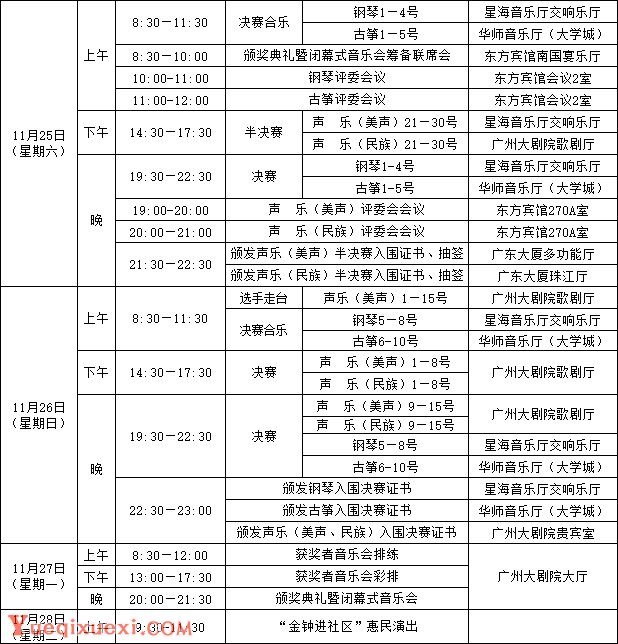 11月25日
（星期六）
上午
8:30-11:30
决赛合乐
钢琴1-4号
星海音乐厅交响乐厅
古筝1-5号
华师音乐厅（大学城）
8:30-10:00
颁奖典礼暨闭幕式音乐会筹备联席会
东方宾馆南国宴乐厅
10:00-11:00
钢琴评委会议
东方宾馆会议2室
11:00-12:00
古筝评委会议
东方宾馆会议2室
下午
14:30-17:30
半决赛
声 乐（美声）21-30号
星海音乐厅交响乐厅
声 乐（民族）21-30号
广州大剧院歌剧厅
晚
19:30-22:30
决赛
钢琴1-4号
星海音乐厅交响乐厅
古筝1-5号
华师音乐厅（大学城）
19:00-20:00
声 乐（美声）评委会会议
东方宾馆270A室
20:00-21:00
声 乐（民族）评委会会议
东方宾馆270A室
21:30-22:30
颁发声乐（美声）半决赛入围证书、抽签
广东大厦多功能厅
颁发声乐（民族）半决赛入围证书、抽签
广东大厦珠江厅
11月26日
（星期日）
上午
8:30-11:30
选手走台
声乐（美声）1-15号
广州大剧院歌剧厅
决赛合乐
钢琴5-8号
星海音乐厅交响乐厅
古筝6-10号
华师音乐厅（大学城）
下午
14:30-17:30
决赛
声 乐（美声）1-8号
声 乐（民族）1-8号
广州大剧院歌剧厅
晚
19:30-22:30
决赛
声 乐（美声）9-15号
声 乐（民族）9-15号
广州大剧院歌剧厅
钢琴5-8号
星海音乐厅交响乐厅
古筝6-10号
华师音乐厅（大学城）
22:30-23:00
颁发钢琴入围决赛证书
星海音乐厅交响乐厅
颁发古筝入围决赛证书
华师音乐厅（大学城）
颁发声乐（美声、民族）入围决赛证书
广州大剧院贵宾室
11月27日
（星期一）
上午
8:30-12:00
获奖者音乐会排练
下午
13:00-17:30
获奖者音乐会彩排
广州大剧院大厅
晚
20:00-21:30
颁奖典礼暨闭幕式音乐会
11月28日
（星期二）
上午
9:30-11:30
“金钟进社区”惠民演出
Yueqixuexi.com